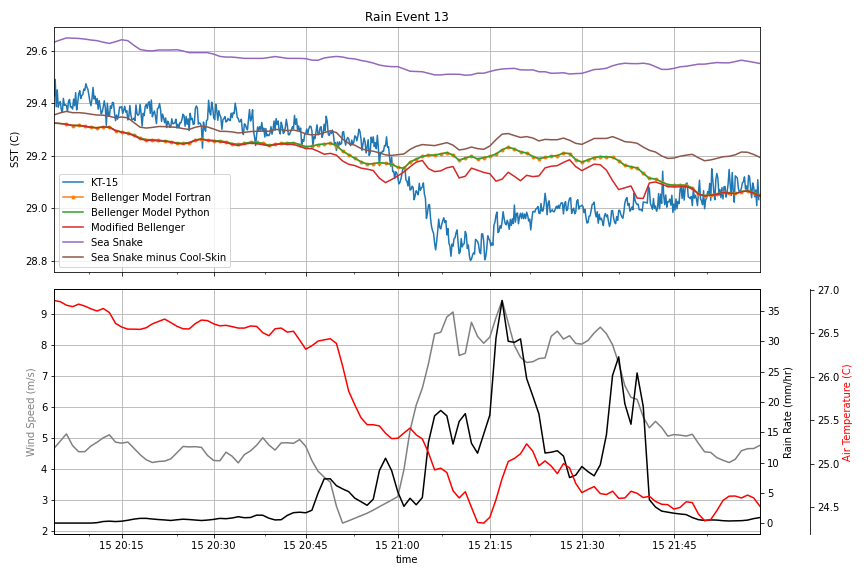 Rain Event 13
SST (C)
29.6
29.4
29.2
29.0
28.8
KT-15
Bellenger Model Fortran
Bellenger Model Python
Modified Bellenger
Sea Snake
Sea Snake minus Cool-Skin
Wind Speed (m/s)
9
8
7
6
5
4
3
2
35
30
25
20
15
10
5
0
Rain Rate (mm/hr)
27.0
26.5
26.0
25.5
25.0
24.5
Air Temperature (C)
15 20:15 15 20:30 15 20:45 15 21:00 15 21:15 15 21:30 15 21:45
time